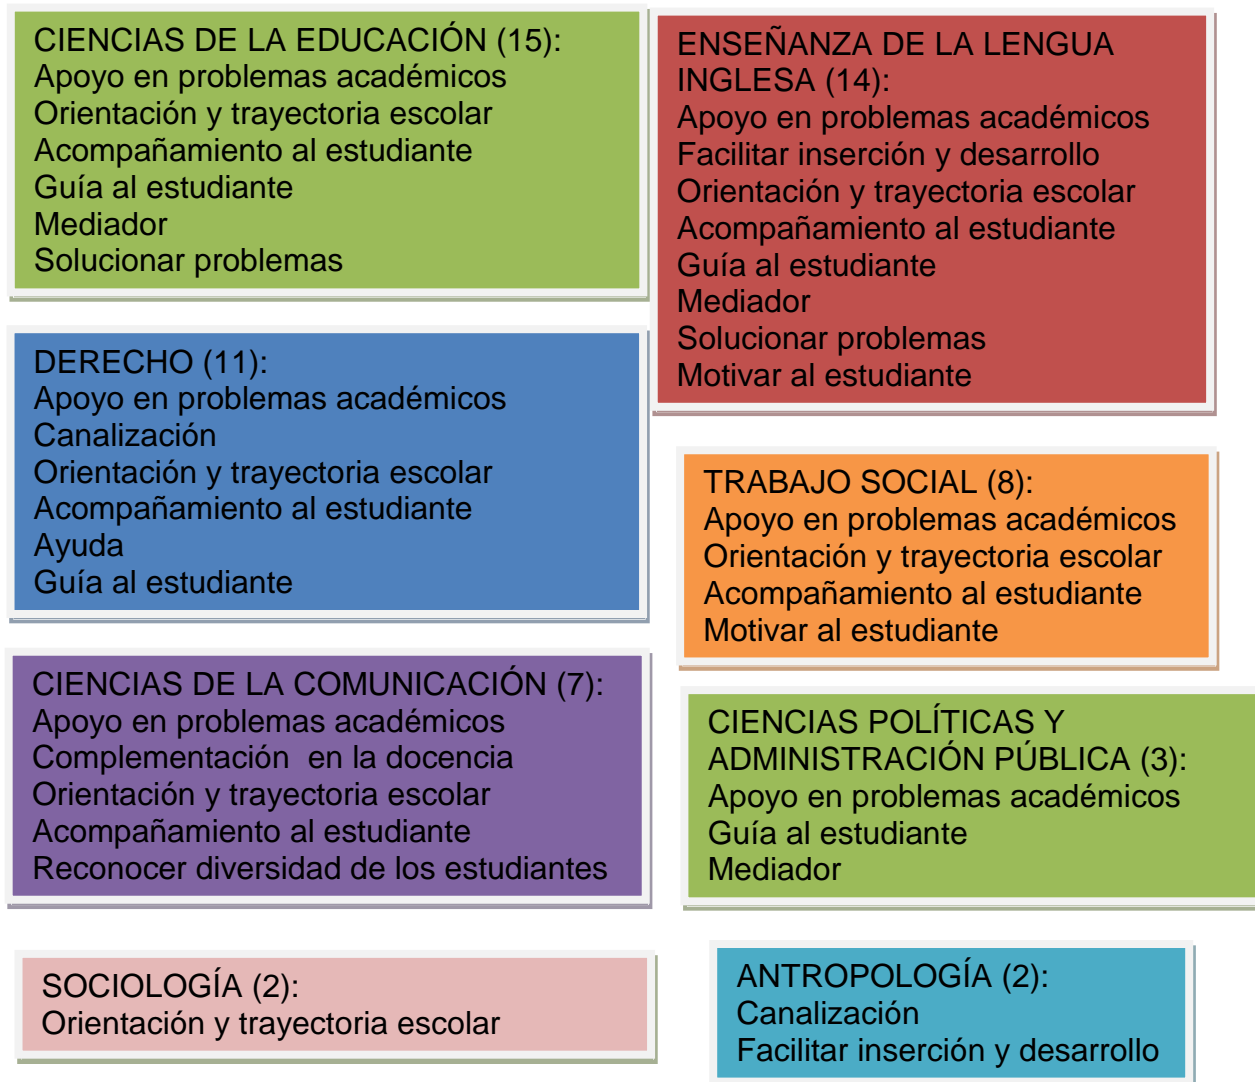 CIENCIAS DE LA EDUCACIÓN (15):
Apoyo en problemas académicos
Orientación y trayectoria escolar
Acompañamiento al estudiante
Guía al estudiante
Mediador
Solucionar problemas
ENSEÑANZA DE LA LENGUA
INGLESA (14):
Apoyo en problemas académicos
Facilitar inserción y desarrollo
Orientación y trayectoria escolar
Acompañamiento al estudiante
Guía al estudiante
Mediador
Solucionar problemas
Motivar al estudiante
DERECHO (11):
Apoyo en problemas académicos
Canalización
Orientación y trayectoria escolar
Acompañamiento al estudiante
Ayuda
Guía al estudiante
TRABAJO SOCIAL (8):
Apoyo en problemas académicos
Orientación y trayectoria escolar
Acompañamiento al estudiante
Motivar al estudiante
CIENCIAS DE LA COMUNICACIÓN (7):
Apoyo en problemas académicos
Complementación en la docencia
Orientación y trayectoria escolar
Acompañamiento al estudiante
Reconocer diversidad de los estudiantes
CIENCIAS POLÍTICAS Y
ADMINISTRACIÓN PÚBLICA (3):
Apoyo en problemas académicos
Guía al estudiante
Mediador
SOCIOLOGÍA (2):
Orientación y trayectoria escolar
ANTROPOLOGÍA (2):
Canalización
Facilitar inserción y desarrollo